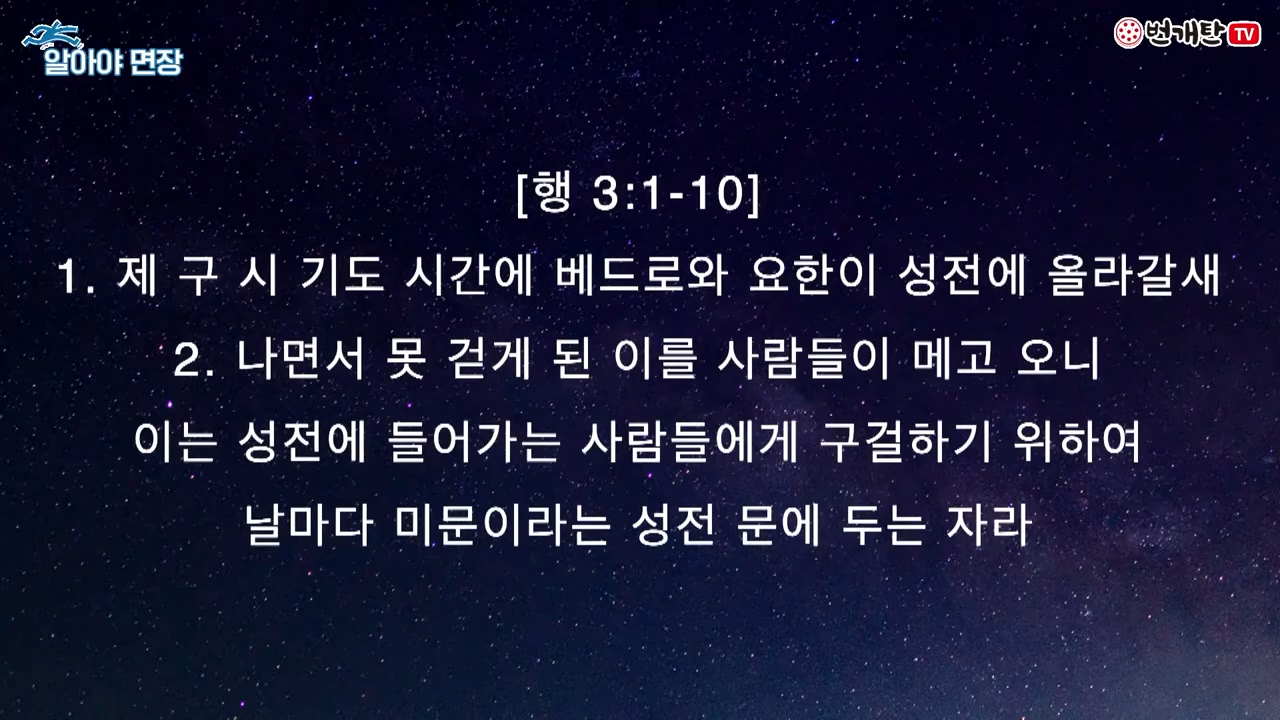 알아야 면장
번개탄 TV
[행 3:1-10]
1. 제 구 시 기도 시간에 베드로와 요한이 성전에 올라갈새
2. 나면서 못 걷게 된 이를 사람들이 메고 오니
이는 성전에 들어가는 사람들에게 구걸하기 위하여
날마다 미문이라는 성전 문에 두는 자라